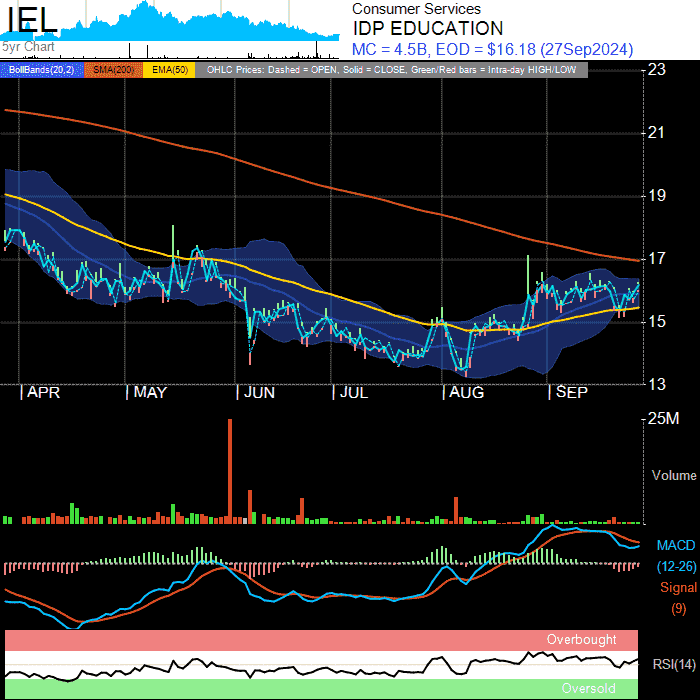 IEL
5yr Chart
Consumer Services
IDP EDUCATION
MC = 4.5B, EOD = $16.18 (27Sep2024)
BollBands(20,2) SMA(200) EMA(50) OHLC Prices: Dashed = OPEN, Solid = CLOSE, Green/Red bars = Intra-day HIGH/LOW
23
21
19
17
15
13
| APR | MAY | JUN | JUL | AUG | SEP
25M
Volume
MACD
(12-26)
Signal
(9)
Overbought
RSI(14)
Oversold